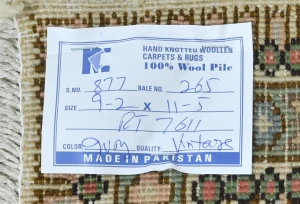 HAND KNOTTED WOOLLEN
CARPETS & RUGS
100% Wool Pile
S.NO. 877 BALE NO. 265
SIZE 9-2 X 11-5
RT 7611
COLOR QUALITY: Vintage
MADE IN PAKISTAN